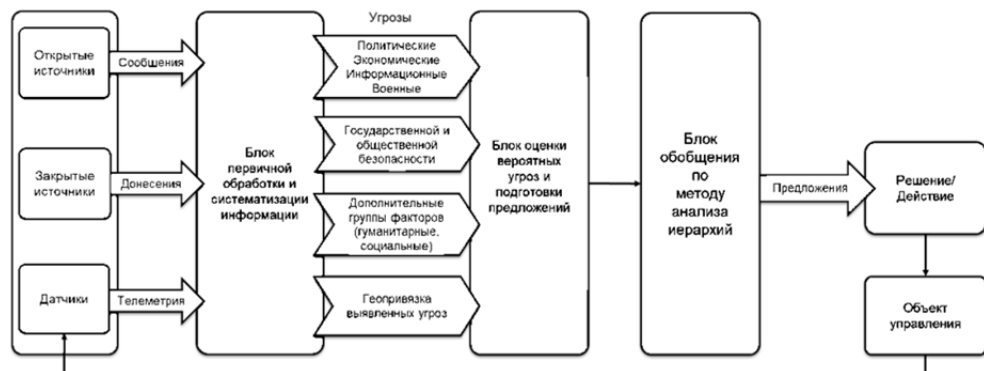 Угрозы
Открытые
источники
Сообщения
Закрытые
источники
Донесения
Датчики
Телеметрия
Блок
первичной
обработки и
систематизации
информации
Политические
Экономические
Информационные
Военные
Государственной и
общественной
безопасности
Дополнительные
группы факторов
(гуманитарные.
социальные)
Геопривязка
выявленных угроз
Блок оценки
вероятных
угроз и
подготовки
предложений
Блок
обобщения
по
методу
анализа
иерархий
Предложения
Решение/
Действие
Объект
управления